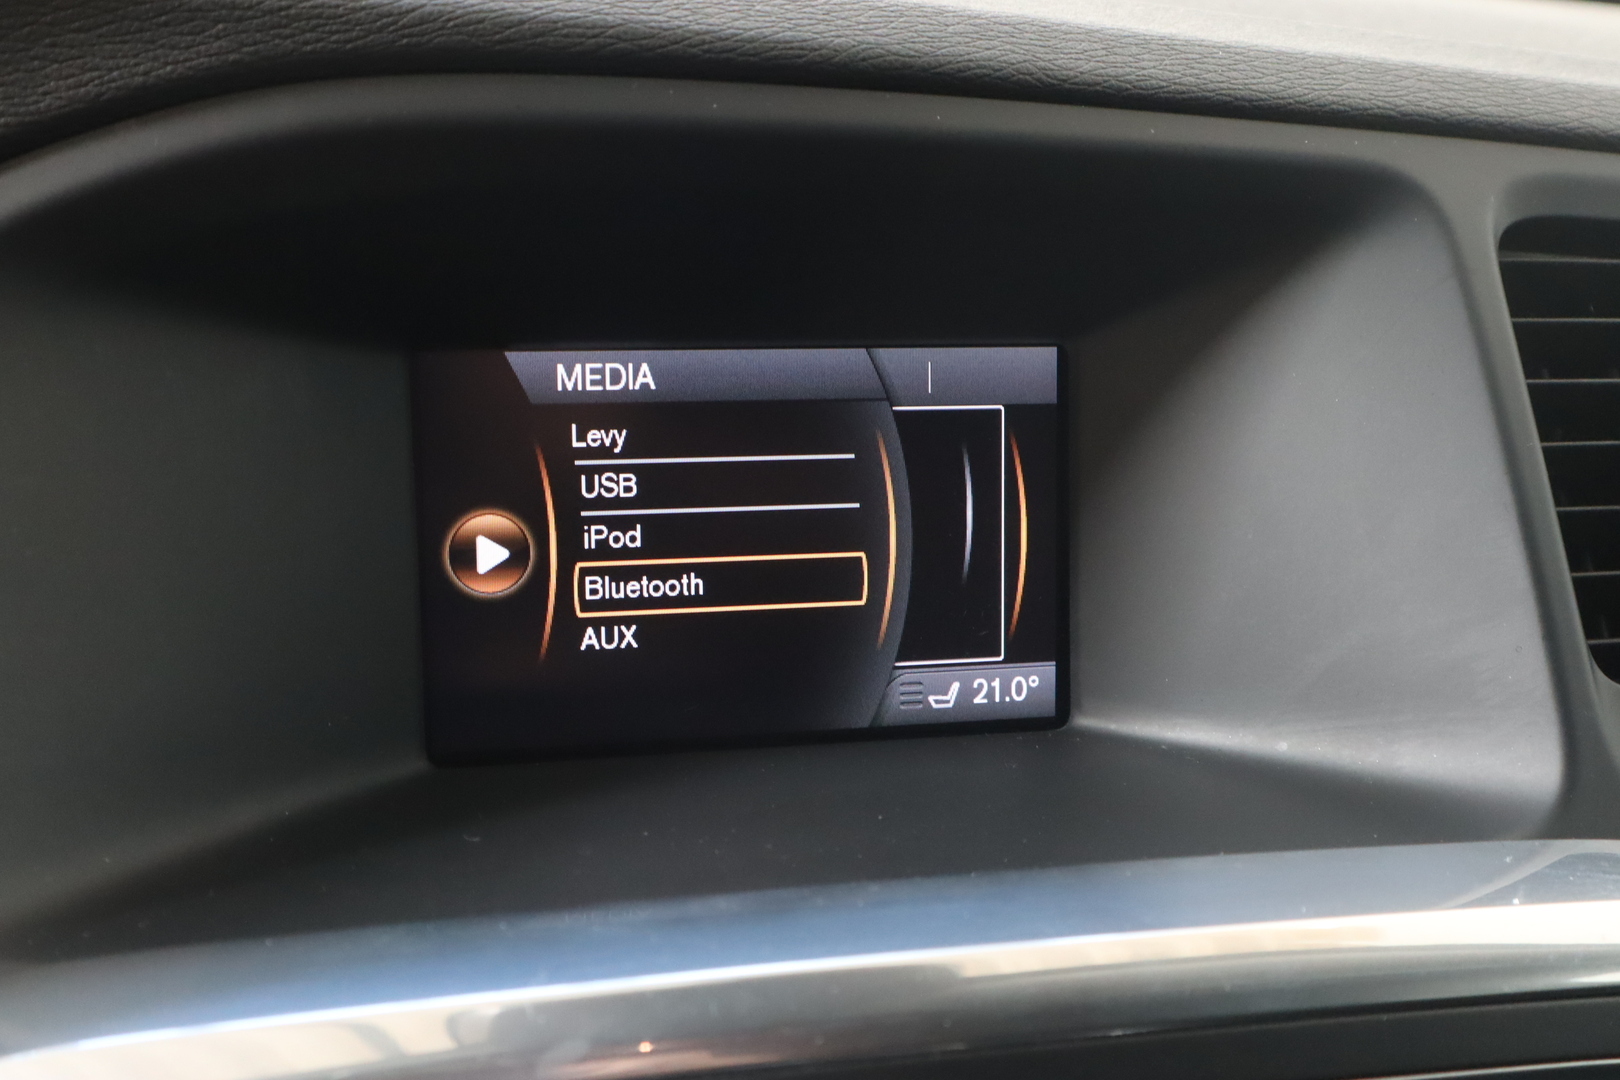 MEDIA
Levy
USB
iPod
Bluetooth
AUX
21.0°